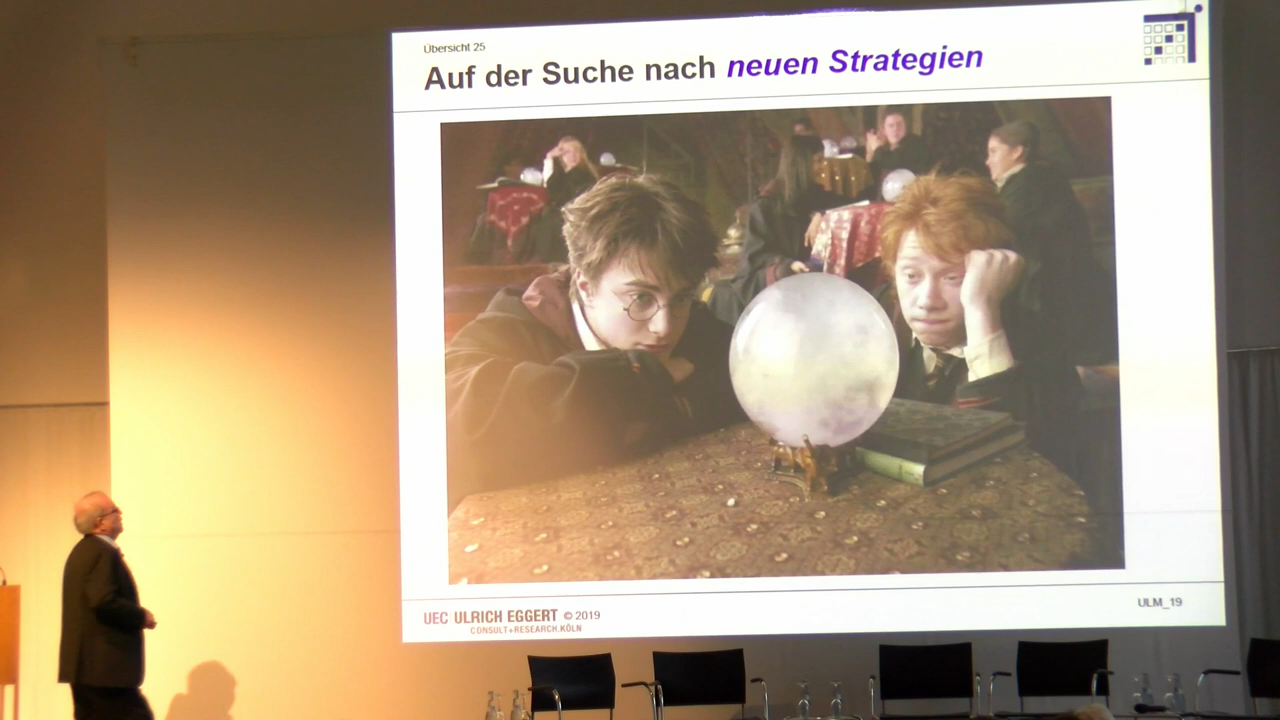 Übersicht 25
Auf der Suche nach neuen Strategien
UEC ULRICH EGGERT © 2019
CONSULT+RESEARCH.KÖLN
ULM_19